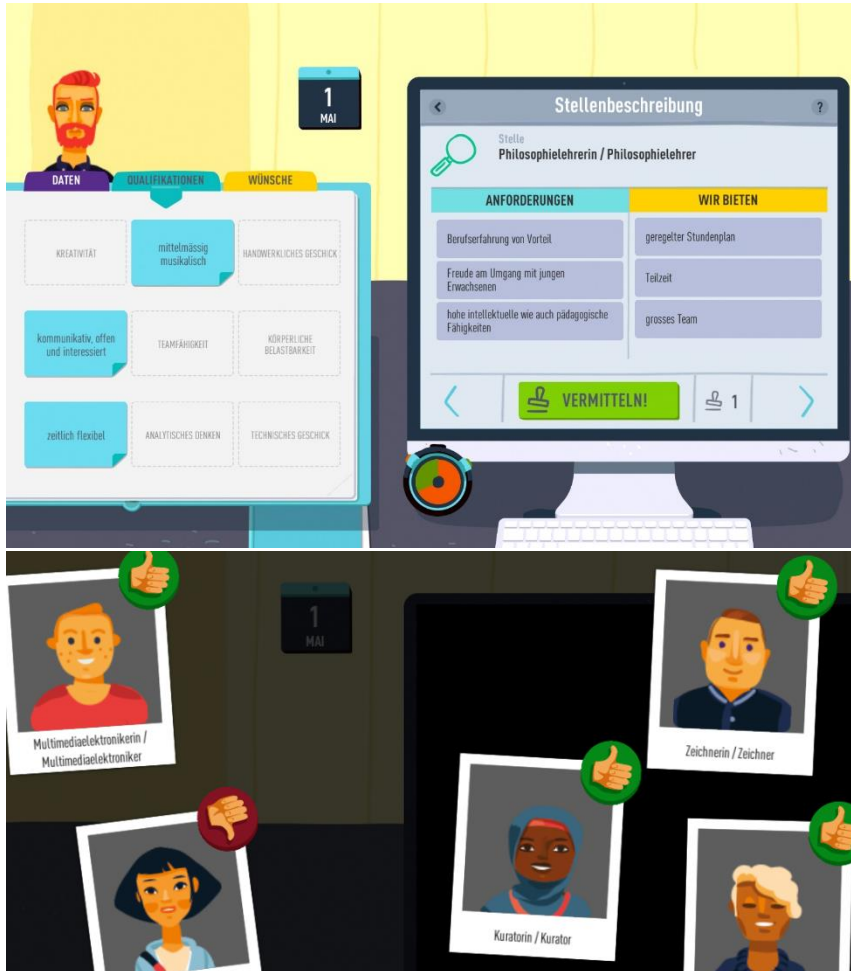 1
MAI
DATEN
QUALIFIKATIONEN
WÜNSCHE
KREATIVITÄT
mittelmässig
musikalisch
HANDWERKLICHES GESCHICK
kommunikativ, offen
und interessiert
TEAMFÄHIGKEIT
KÖRPERLICHE
BELASTBARKEIT
zeitlich flexibel
ANALYTISCHES DENKEN
TECHNISCHES GESCHICK
Stellenbeschreibung
?
Stelle
Philosophielehrerin / Philosophielehrer
ANFORDERUNGEN
WIR BIETEN
Berufserfahrung von Vorteil
geregelter Stundenplan
Freude am Umgang mit jungen
Erwachsenen
Teilzeit
hohe intellektuelle wie auch pädagogische
Fähigkeiten
grosses Team
VERMITTELN!
1
1
MAI
Multimediaelektronikerin /
Multimediaelektroniker
Zeichnerin / Zeichner
Kuratorin / Kurator